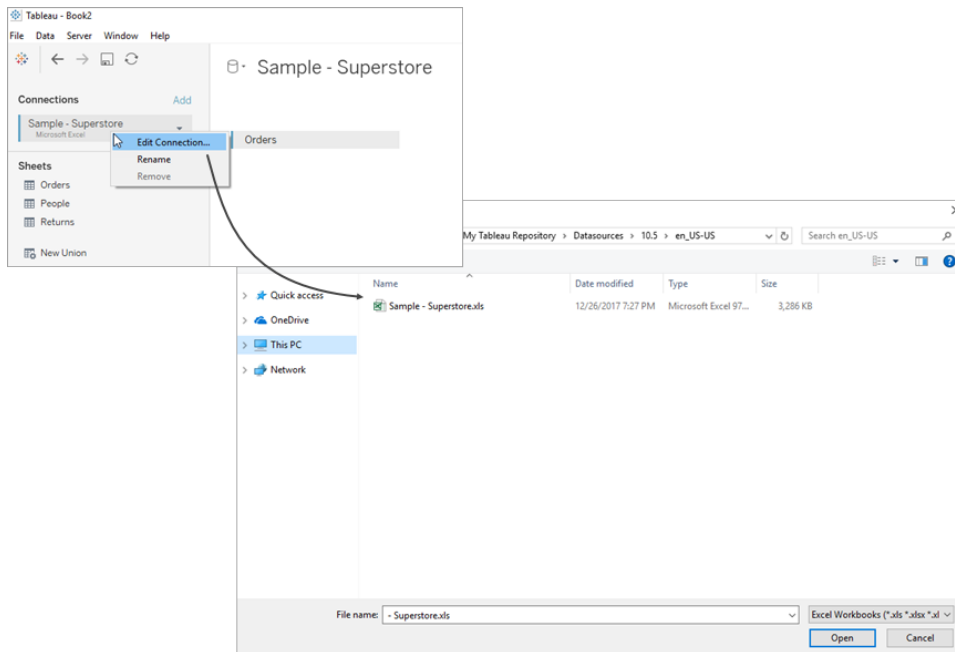 Tableau - Book2
File Data Server Window Help
Sample - Superstore
Connections Add
Sample - Superstore
Microsoft Excel
Edit Connection...
Rename
Remove
Orders
Sheets
Orders
People
Returns
New Union
My Tableau Repository > Datasources > 10.5 > en_US-US
Search en_US-US
Name Date modified Type Size
Quick access
OneDrive
This PC
Network
Sample - Superstore.xls 12/26/2017 7:27 PM Microsoft Excel 97... 3,286 KB
File name: - Superstore.xls Excel Workbooks (*.xls *.xlsx *.xl
Open Cancel